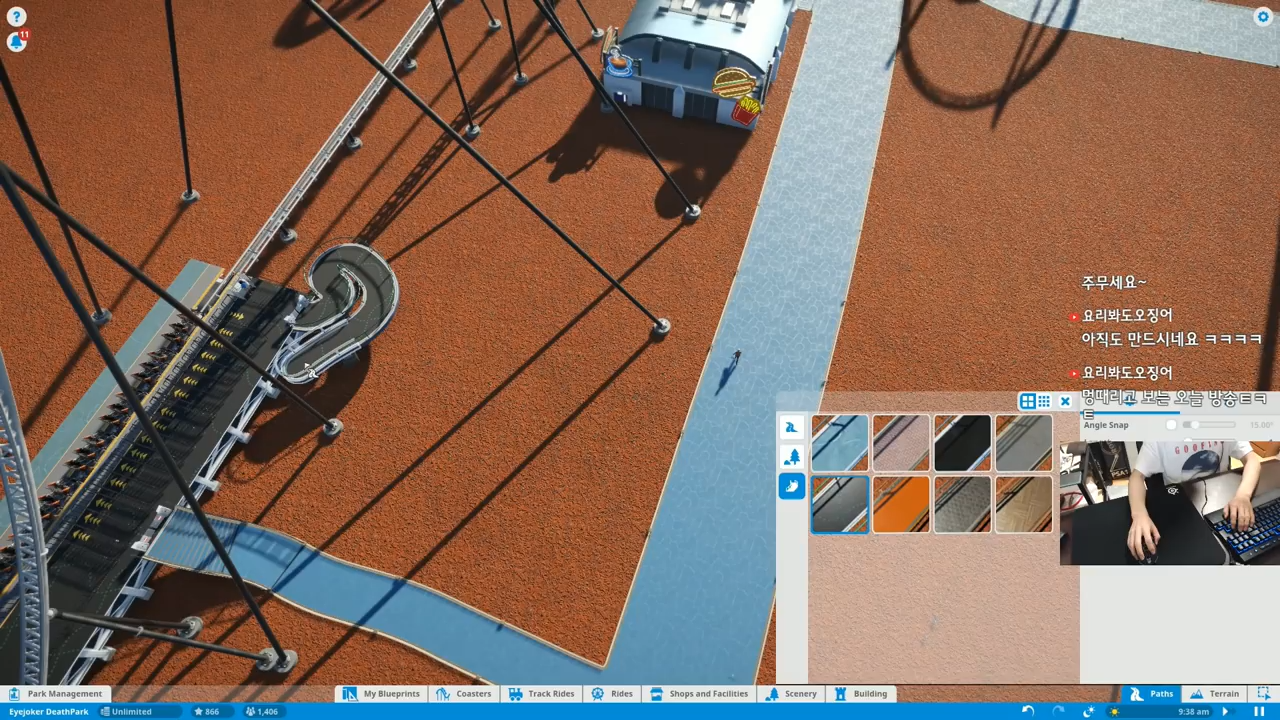 ?
11
주무세요~
요리봐도오징어
아직도 만드시네요 ㅋㅋㅋㅋ
요리봐도오징어
멍때리고 보는 오늘 방송ㅌㅋ
ㅌ
Angle Snap
15.00°
Park Management
My Blueprints
Coasters
Track Rides
Rides
Shops and Facilities
Scenery
Building
Paths
Terrain
Eyejoker DeathPark
Unlimited
866
1,406
9:38 am